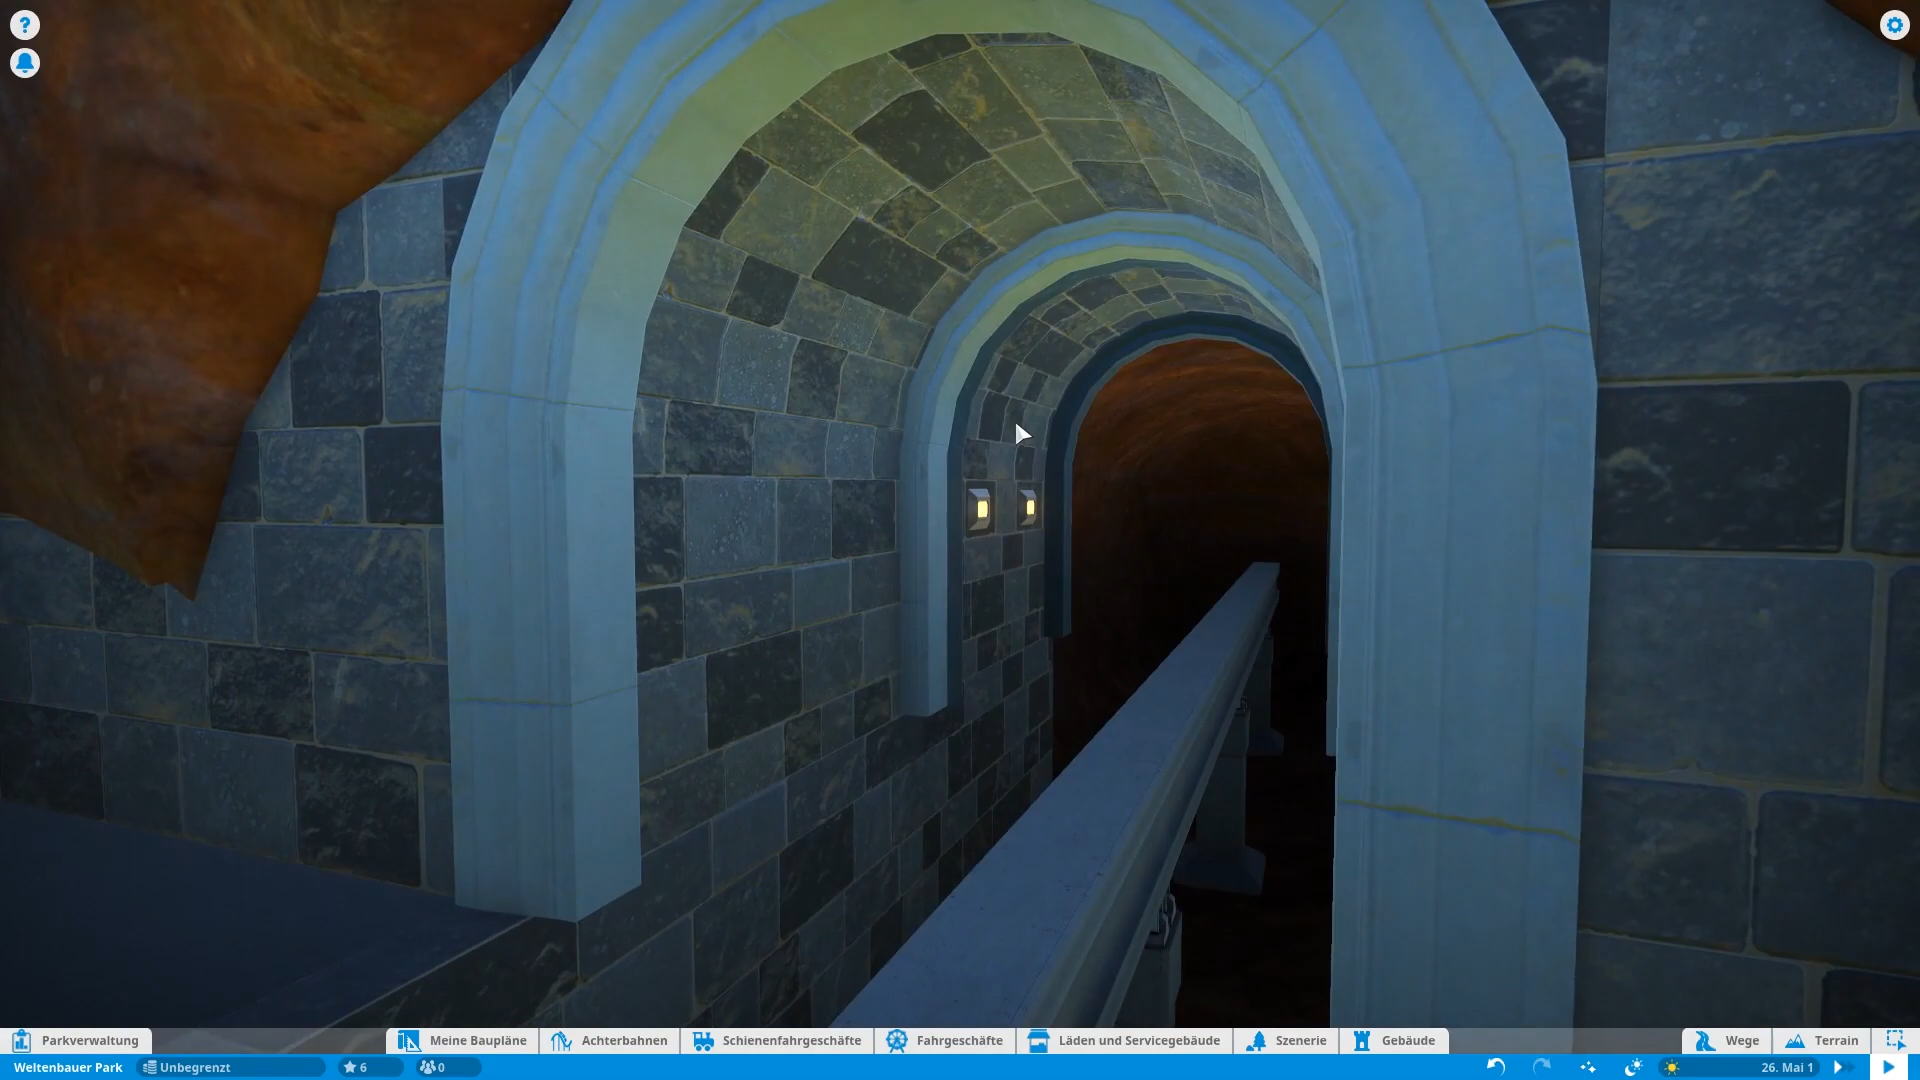 ?
Parkverwaltung
Meine Baupläne
Achterbahnen
Schienenfahrgeschäfte
Fahrgeschäfte
Läden und Servicegebäude
Szenerie
Gebäude
Wege
Terrain
Weltenbauer Park
Unbegrenzt
6
0
26. Mai 1